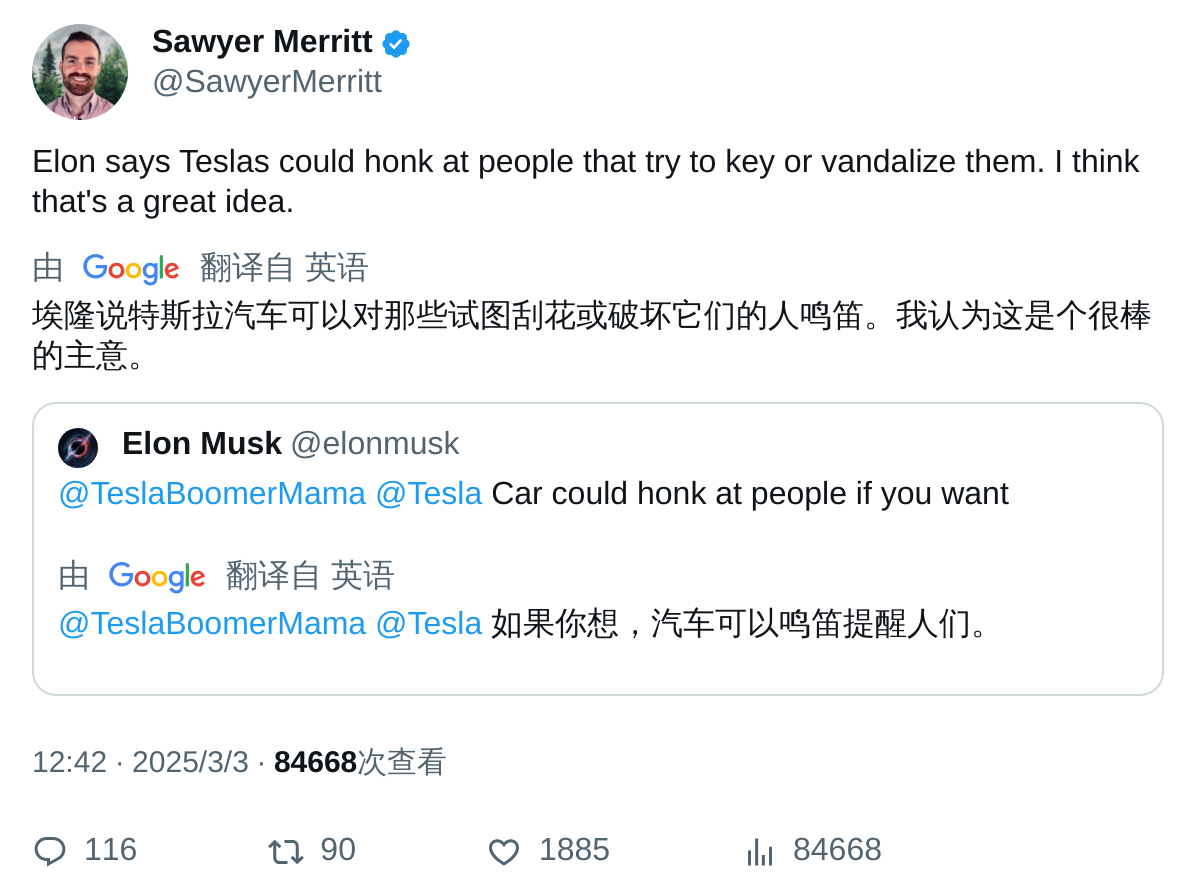 Sawyer Merritt
@SawyerMerritt
Elon says Teslas could honk at people that try to key or vandalize them. I think
that's a great idea.
由 Google 翻译自 英语
埃隆说特斯拉汽车可以对那些试图刮花或破坏它们的人鸣笛。我认为这是个很棒
的主意。
Elon Musk @elonmusk
@TeslaBoomerMama @Tesla Car could honk at people if you want
由 Google 翻译自 英语
@TeslaBoomerMama @Tesla 如果你想，汽车可以鸣笛提醒人们。
12:42 · 2025/3/3 · 84668次查看
116 90 1885 84668